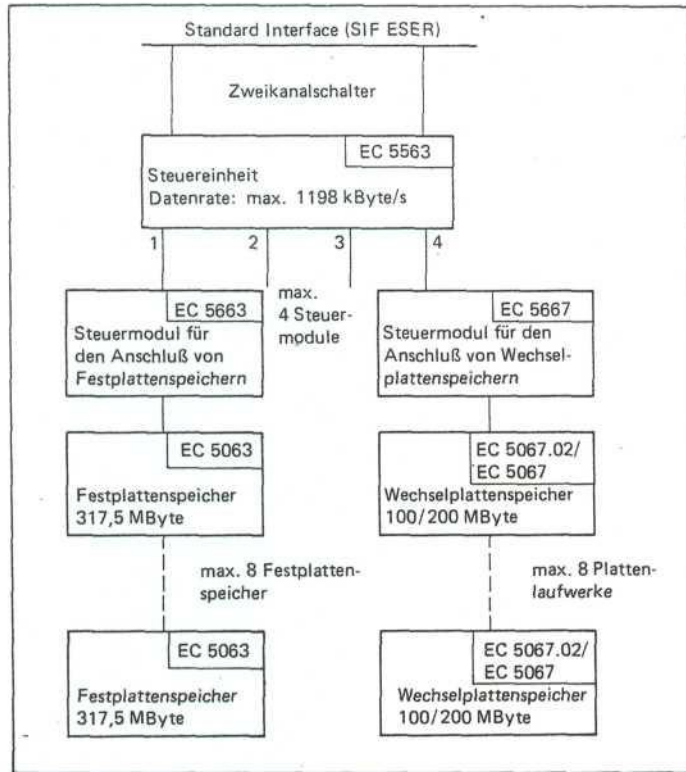 Standard Interface (SIF ESER)
Zweikanalschalter
EC 5563
Steuereinheit
Datenrate: max. 1198 kByte/s
1 2 3 4
EC 5663
Steuermodul für
den Anschluß von
Festplattenspeichern
max.
4 Steuer-
module
EC 5667
Steuermodul für den
Anschluß von Wechsel-
plattenspeichern
EC 5063
Festplattenspeicher
317,5 MByte
EC 5067.02/
EC 5067
Wechselplattenspeicher
100/200 MByte
max. 8 Festplatten-
speicher
max. 8 Platten-
laufwerke
EC 5063
Festplattenspeicher
317,5 MByte
EC 5067.02/
EC 5067
Wechselplattenspeicher
100/200 MByte